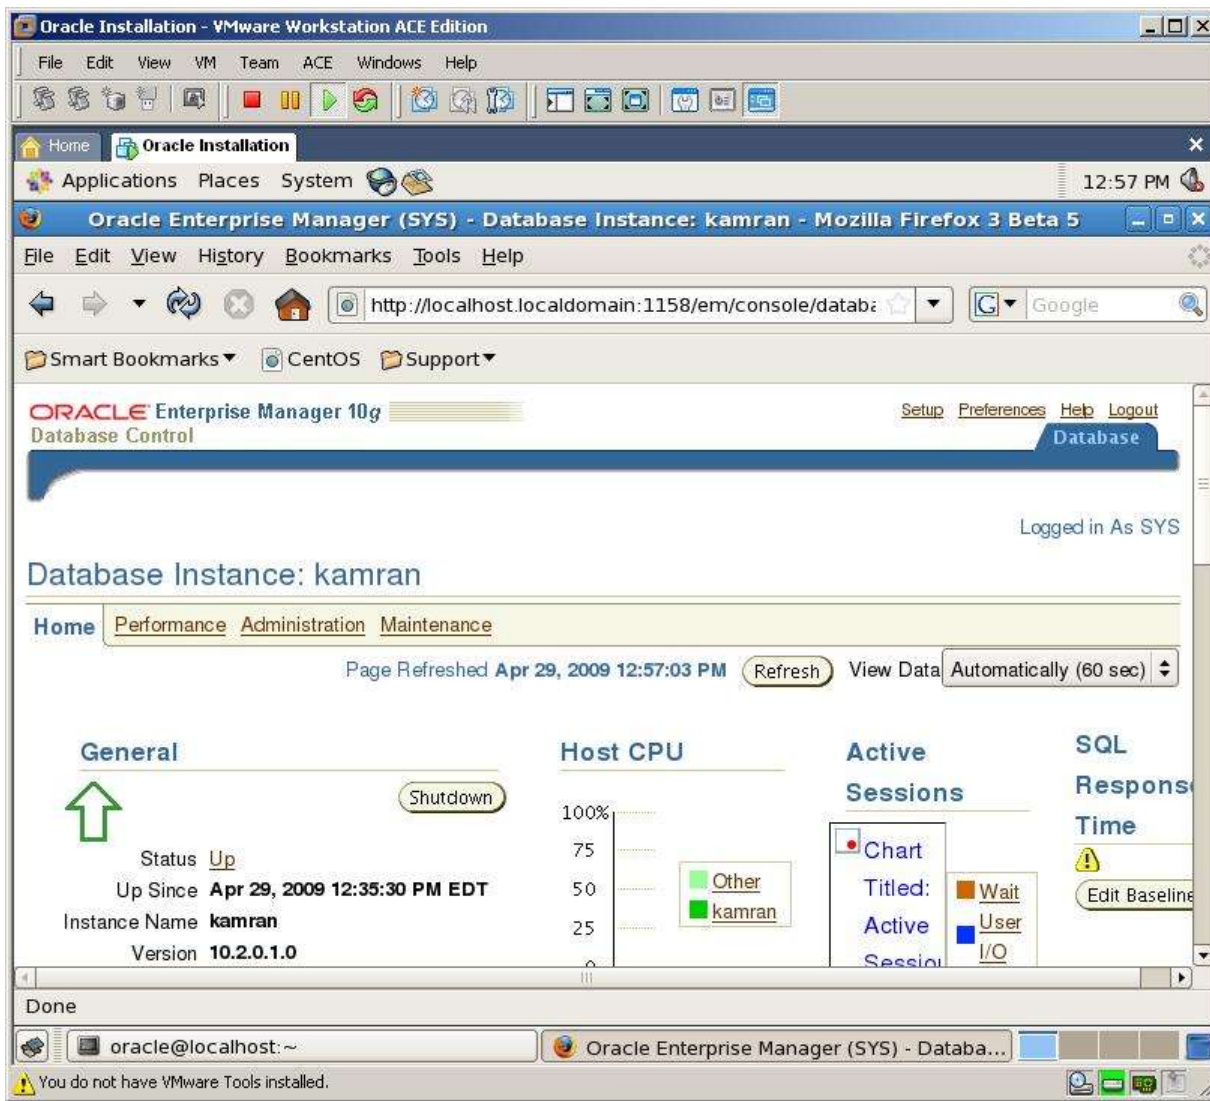 Oracle Installation - VMware Workstation ACE Edition
File Edit View VM Team ACE Windows Help
Home Oracle Installation
Applications Places System 12:57 PM
Oracle Enterprise Manager (SYS) - Database Instance: kamran - Mozilla Firefox 3 Beta 5
File Edit View History Bookmarks Tools Help
http://localhost.localdomain:1158/em/console/databa G Google
Smart Bookmarks CentOS Support
ORACLE Enterprise Manager 10g Setup Preferences Help Logout
Database Control Database
Logged in As SYS
Database Instance: kamran
Home Performance Administration Maintenance
Page Refreshed Apr 29, 2009 12:57:03 PM Refresh View Data Automatically (60 sec)
General
Shutdown
Status Up
Up Since Apr 29, 2009 12:35:30 PM EDT
Instance Name kamran
Version 10.2.0.1.0
Host CPU
100%
75
50
25
0
Other
kamran
Active
Sessions
Chart
Titled:
Active
Session
Wait
User
I/O
SQL
Respons
Time
Edit Baseline
Done
oracle@localhost:~ Oracle Enterprise Manager (SYS) - Databa...
You do not have VMware Tools installed.